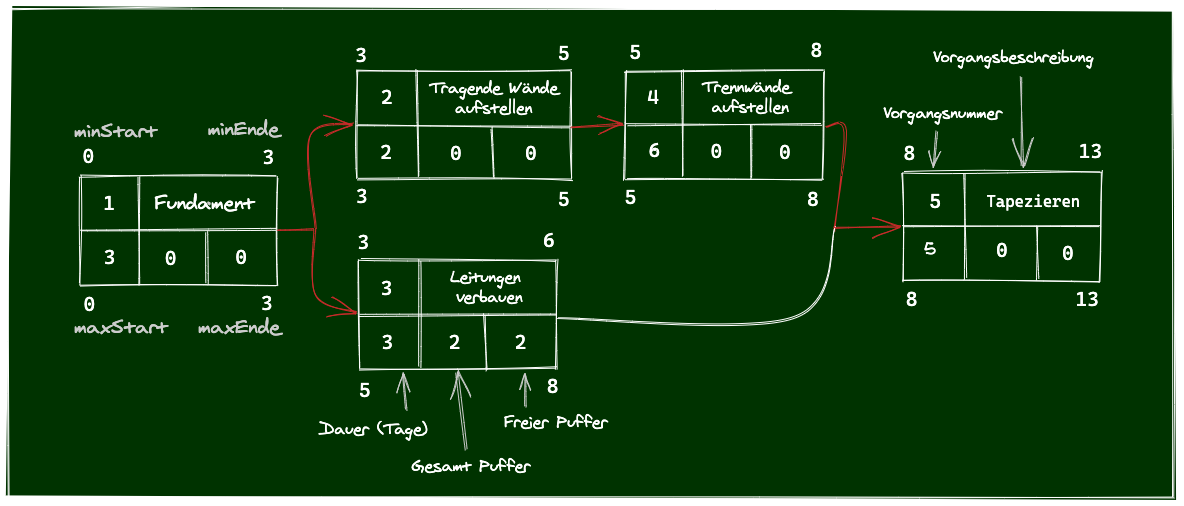 minStart minEnde
0 3
1 Fundament
3 0 0
0 3
maxStart maxEnde
3 5
2 Tragende Wände
aufstellen
2 0 0
3 5
5 8
4 Trennwände
aufstellen
6 0 0
5 8
3 6
3 Leitungen
verbauen
3 2 2
5 8
Dauer (Tage)
Gesamt Puffer
Freier Puffer
Vorgangsbeschreibung
Vorgangsnummer
8 13
5 Tapezieren
5 0 0
8 13